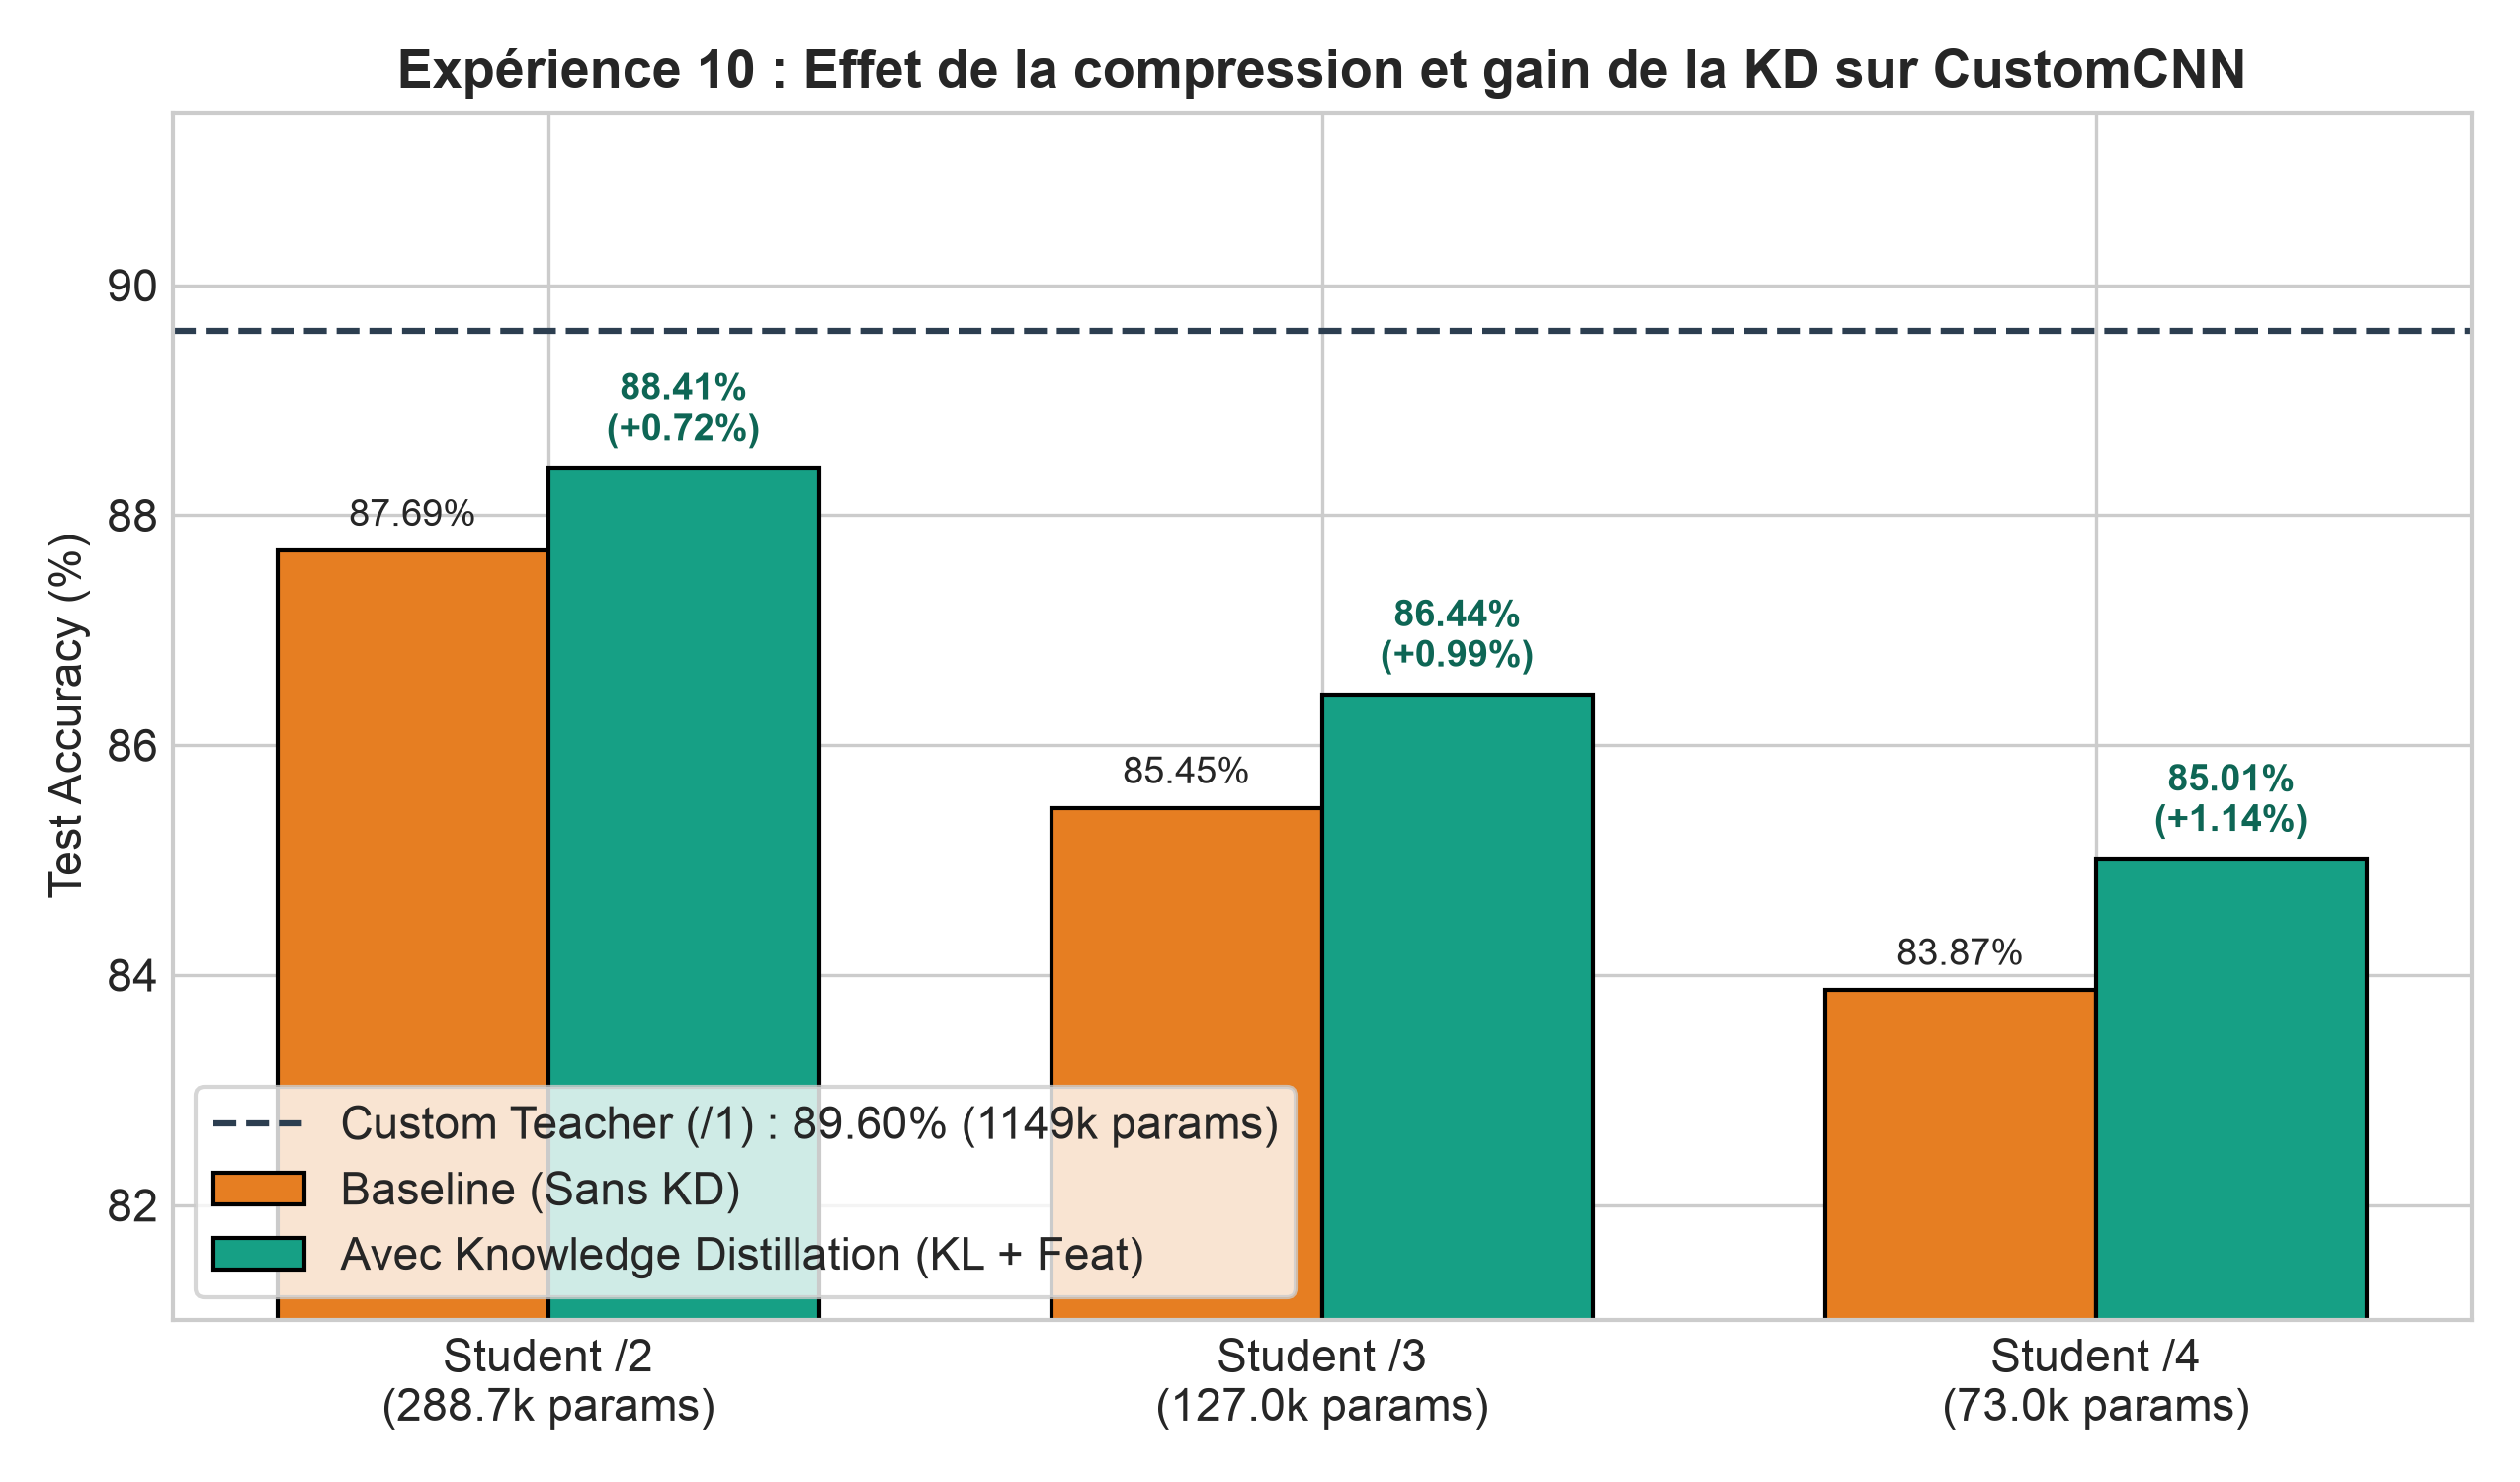 Expérience 10 : Effet de la compression et gain de la KD sur CustomCNN
Test Accuracy (%)
90
88
86
84
82
87.69%
88.41%
(+0.72%)
85.45%
86.44%
(+0.99%)
83.87%
85.01%
(+1.14%)
Custom Teacher (/1) : 89.60% (1149k params)
Baseline (Sans KD)
Avec Knowledge Distillation (KL + Feat)
Student /2
(288.7k params)
Student /3
(127.0k params)
Student /4
(73.0k params)